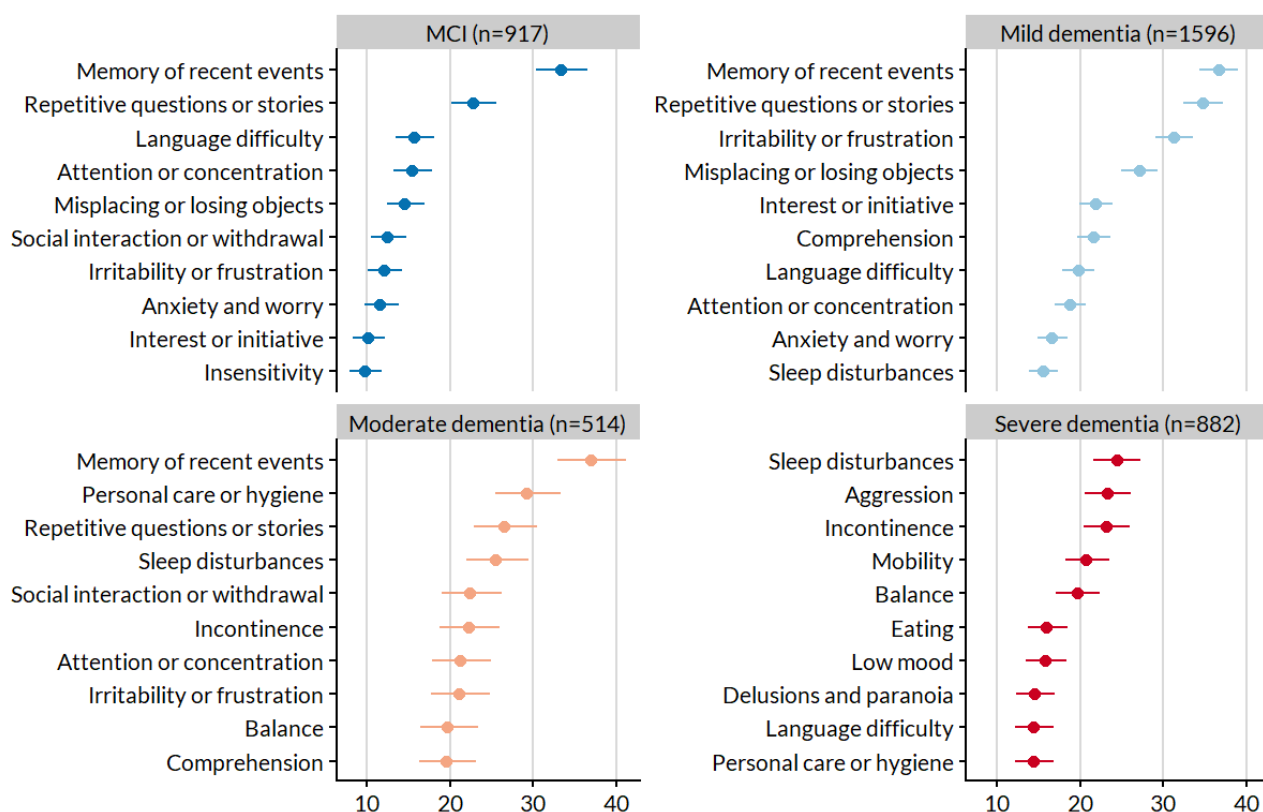 MCI (n=917)
Memory of recent events
Repetitive questions or stories
Language difficulty
Attention or concentration
Misplacing or losing objects
Social interaction or withdrawal
Irritability or frustration
Anxiety and worry
Interest or initiative
Insensitivity
Mild dementia (n=1596)
Memory of recent events
Repetitive questions or stories
Irritability or frustration
Misplacing or losing objects
Interest or initiative
Comprehension
Language difficulty
Attention or concentration
Anxiety and worry
Sleep disturbances
Moderate dementia (n=514)
Memory of recent events
Personal care or hygiene
Repetitive questions or stories
Sleep disturbances
Social interaction or withdrawal
Incontinence
Attention or concentration
Irritability or frustration
Balance
Comprehension
10 20 30 40
Severe dementia (n=882)
Sleep disturbances
Aggression
Incontinence
Mobility
Balance
Eating
Low mood
Delusions and paranoia
Language difficulty
Personal care or hygiene
10 20 30 40